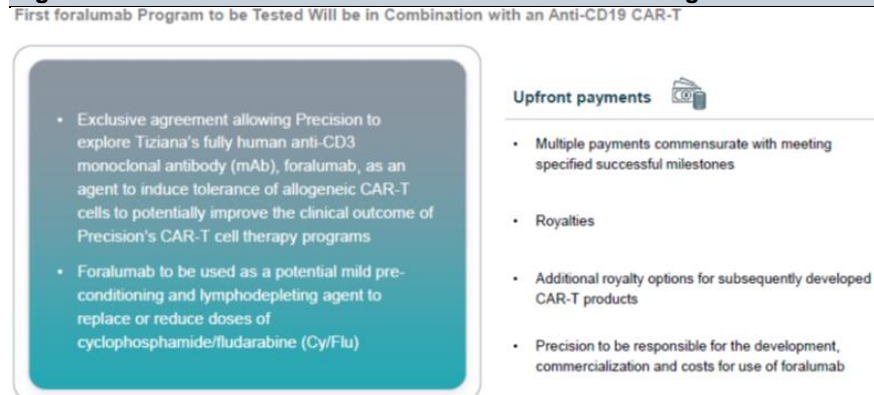 First foralumab Program to be Tested Will be in Combination with an Anti-CD19 CAR-T
• Exclusive agreement allowing Precision to
explore Tiziana's fully human anti-CD3
monoclonal antibody (mAb), foralumab, as an
agent to induce tolerance of allogeneic CAR-T
cells to potentially improve the clinical outcome of
Precision's CAR-T cell therapy programs
• Foralumab to be used as a potential mild pre-
conditioning and lymphodepleting agent to
replace or reduce doses of
cyclophosphamide/fludarabine (Cy/Flu)
Upfront payments
• Multiple payments commensurate with meeting
specified successful milestones
• Royalties
• Additional royalty options for subsequently developed
CAR-T products
• Precision to be responsible for the development,
commercialization and costs for use of foralumab